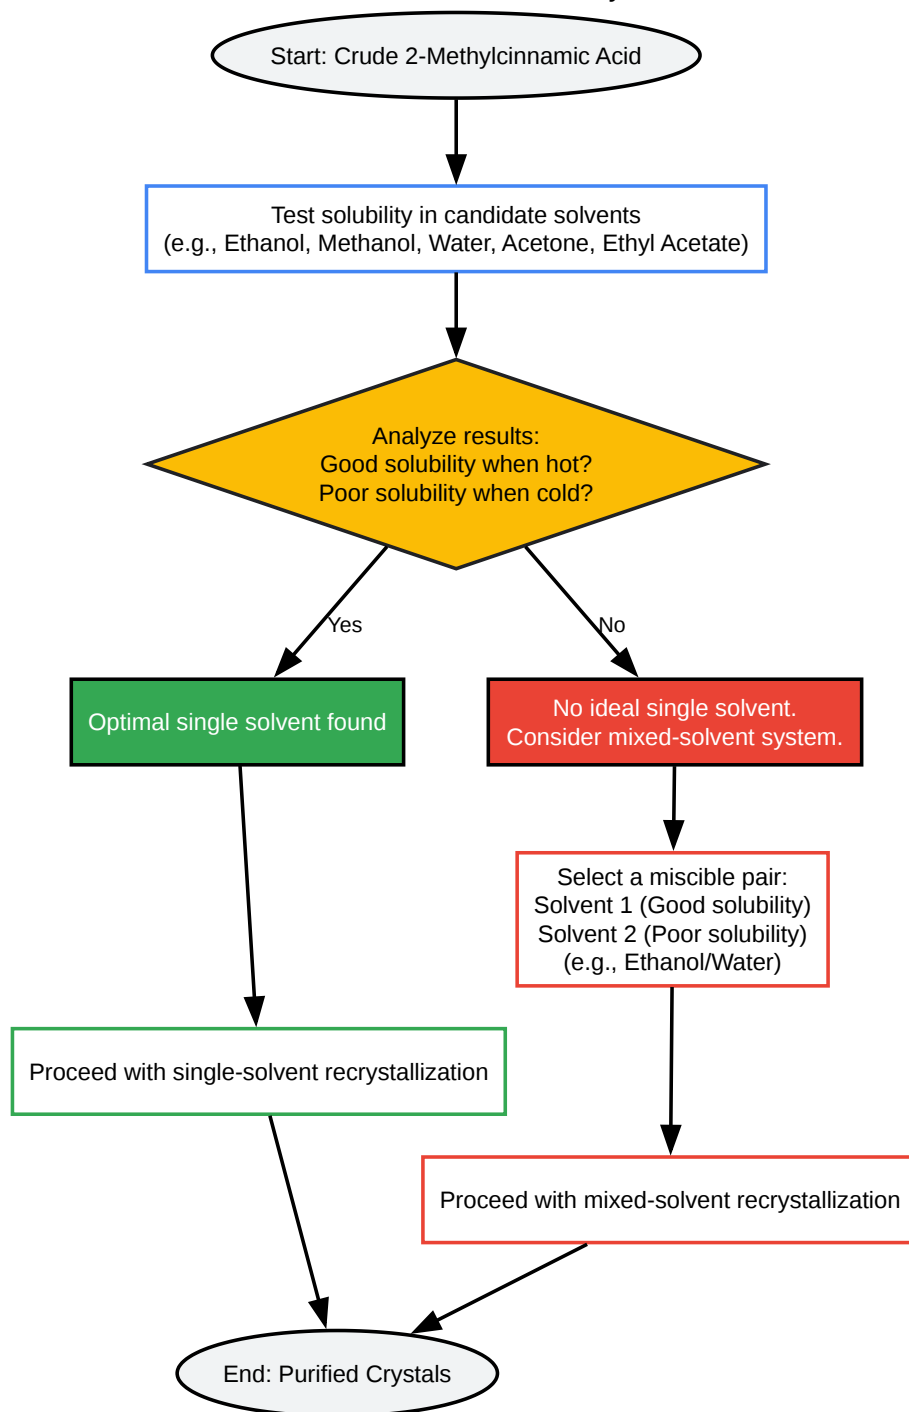 Start: Crude 2-Methylcinnamic Acid
Test solubility in candidate solvents
(e.g., Ethanol, Methanol, Water, Acetone, Ethyl Acetate)
Analyze results:
Good solubility when hot?
Poor solubility when cold?
Yes
No
Optimal single solvent found
No ideal single solvent.
Consider mixed-solvent system.
Select a miscible pair:
Solvent 1 (Good solubility)
Solvent 2 (Poor solubility)
(e.g., Ethanol/Water)
Proceed with single-solvent recrystallization
Proceed with mixed-solvent recrystallization
End: Purified Crystals